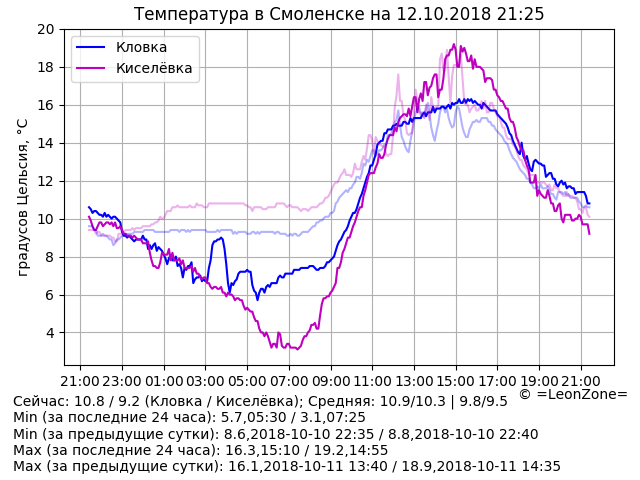 Температура в Смоленске на 12.10.2018 21:25
20
18
16
14
12
10
8
6
4
градусов Цельсия, °C
Кловка
Киселёвка
21:00 23:00 01:00 03:00 05:00 07:00 09:00 11:00 13:00 15:00 17:00 19:00 21:00
© =LeonZone=
Сейчас: 10.8 / 9.2 (Кловка / Киселёвка); Средняя: 10.9/10.3 | 9.8/9.5
Min (за последние 24 часа): 5.7,05:30 / 3.1,07:25
Min (за предыдущие сутки): 8.6,2018-10-10 22:35 / 8.8,2018-10-10 22:40
Max (за последние 24 часа): 16.3,15:10 / 19.2,14:55
Max (за предыдущие сутки): 16.1,2018-10-11 13:40 / 18.9,2018-10-11 14:35